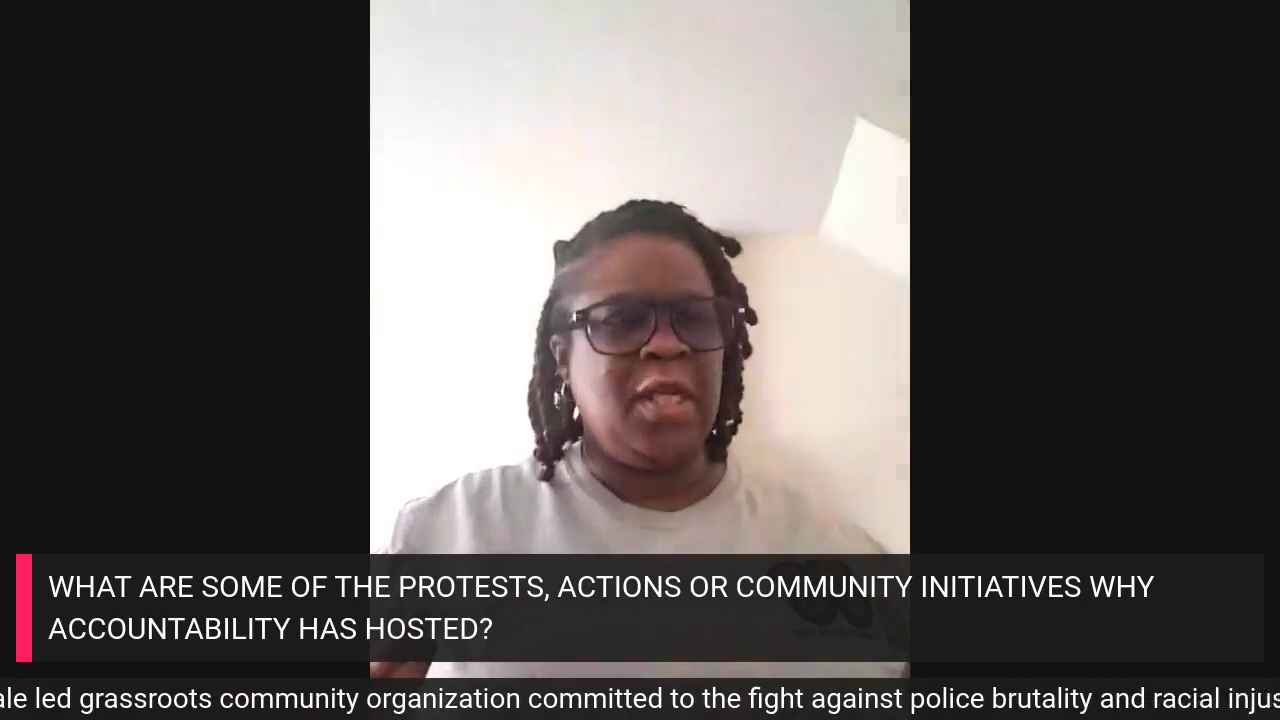 WHAT ARE SOME OF THE PROTESTS, ACTIONS OR COMMUNITY INITIATIVES WHY
ACCOUNTABILITY HAS HOSTED?
led grassroots community organization committed to the fight against police brutality and racial